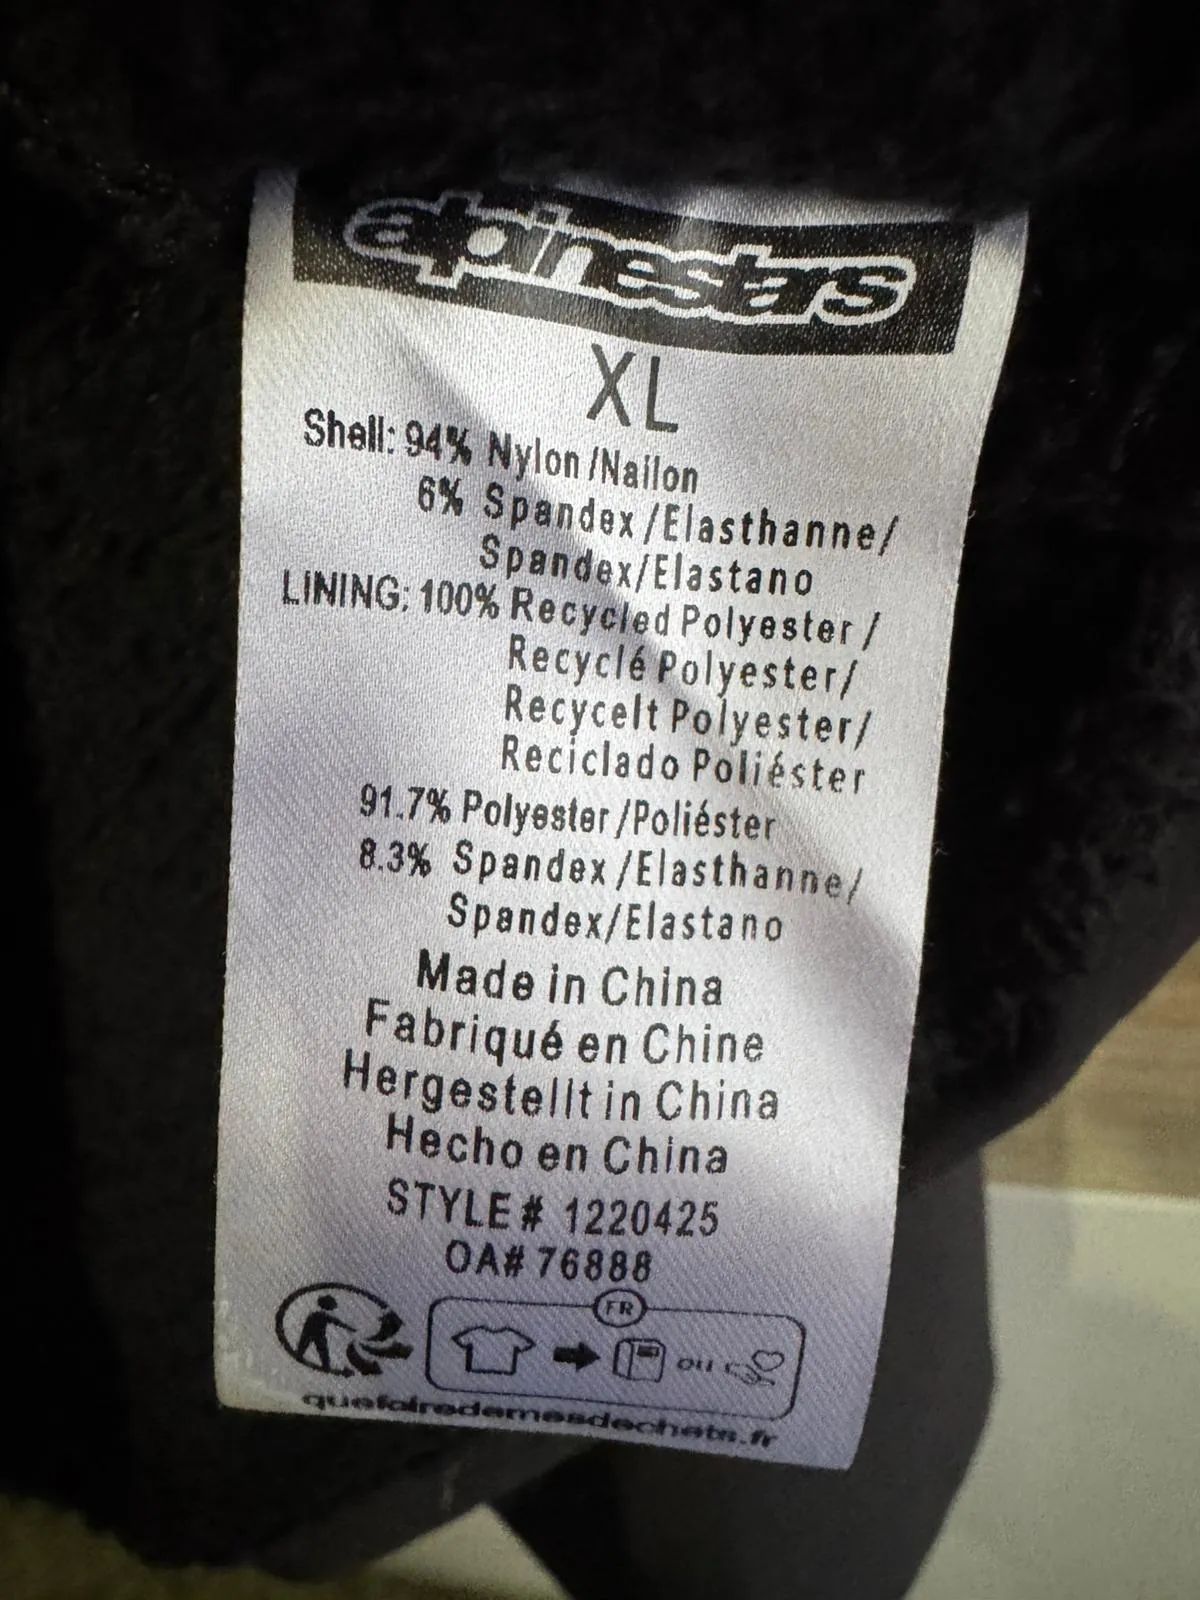 alpinestars
XL
Shell: 94% Nylon/Nailon
6% Spandex/Elasthanne/
Spandex/Elastano
LINING: 100% Recycled Polyester/
Recyclé Polyester/
Recycelt Polyester/
Reciclado Poliéster
91.7% Polyester/Poliéster
8.3% Spandex/Elasthanne/
Spandex/Elastano
Made in China
Fabriqué en Chine
Hergestellt in China
Hecho en China
STYLE# 1220425
OA# 76888
FR
ou
quefairedemesdechets.fr